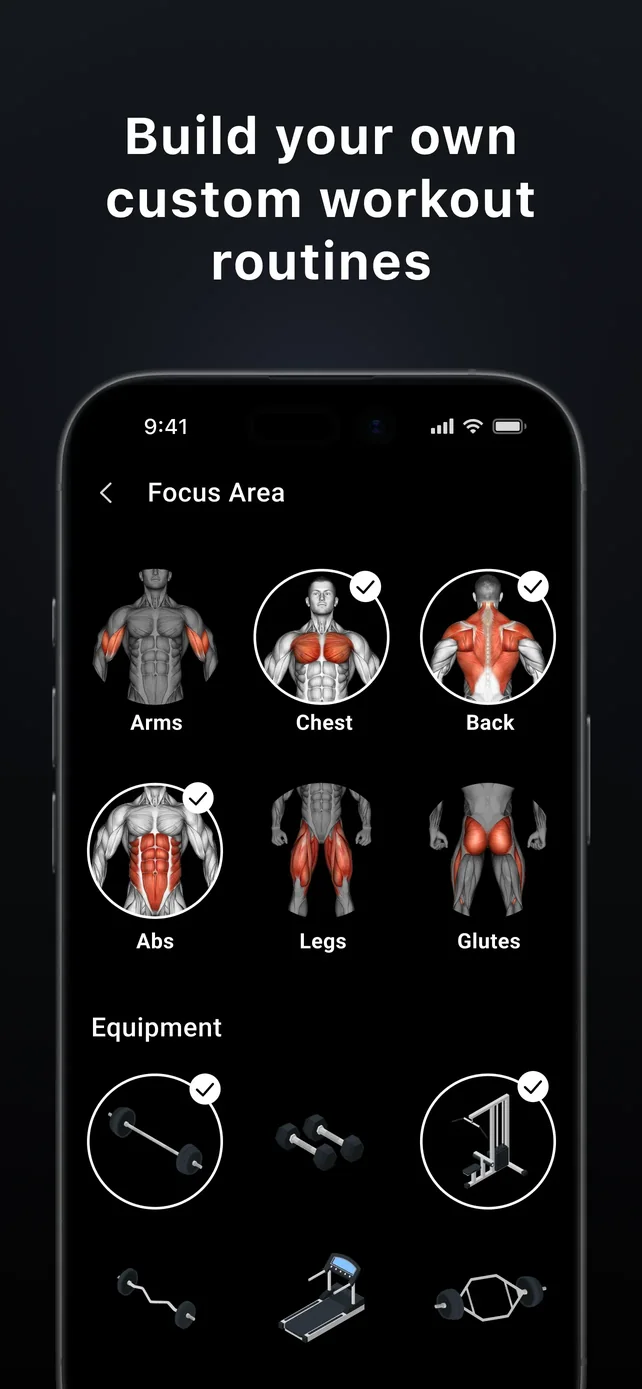 Build your own
custom workout
routines
9:41
Focus Area
Arms
Chest
Back
Abs
Legs
Glutes
Equipment